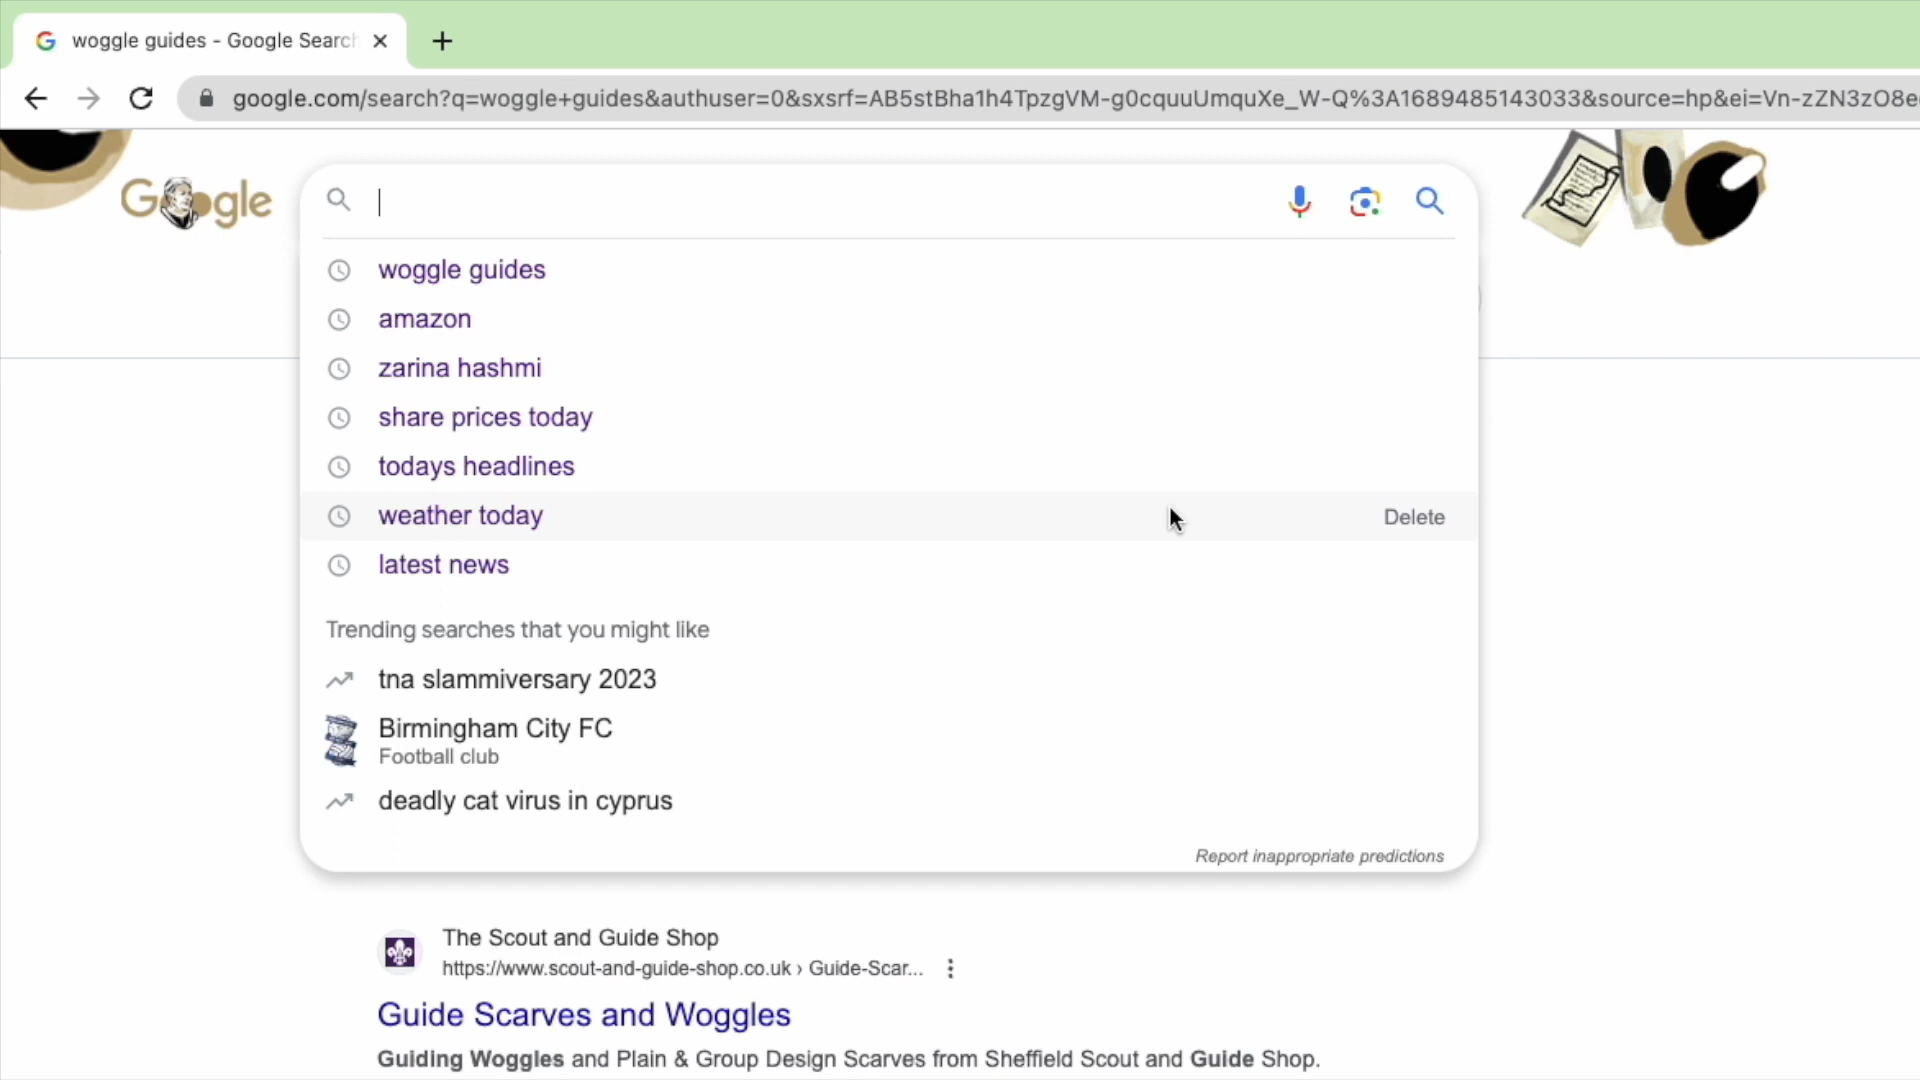 woggle guides - Google Search
google.com/search?q=woggle+guides&authuser=0&sxsrf=AB5stBha1h4TpzgVM-g0cquuUmquXe_W-Q%3A1689485143033&source=hp&ei=Vn-zZN3zO8e
Google
woggle guides
amazon
zarina hashmi
share prices today
todays headlines
weather today
Delete
latest news
Trending searches that you might like
tna slammiversary 2023
Birmingham City FC
Football club
deadly cat virus in cyprus
Report inappropriate predictions
The Scout and Guide Shop
https://www.scout-and-guide-shop.co.uk › Guide-Scar...
Guide Scarves and Woggles
Guiding Woggles and Plain & Group Design Scarves from Sheffield Scout and Guide Shop.